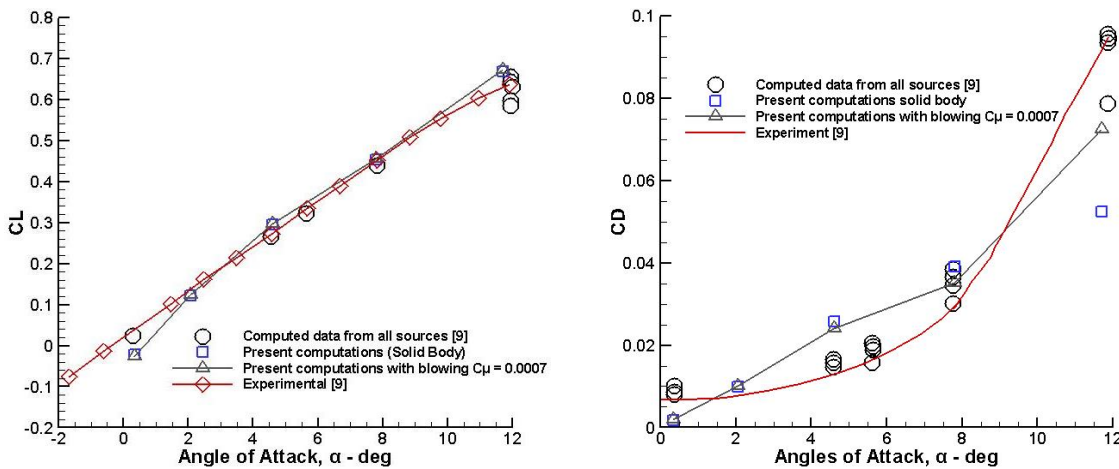 0.8
0.7
0.6
0.5
0.4
0.3
0.2
0.1
0
-0.1
-0.2
CL
-2
0
2
4
6
8
10
12
Angle of Attack, α - deg
Computed data from all sources [9]
Present computations (Solid Body)
Present computations with blowing Cμ = 0.0007
Experimental [9]
0.1
0.08
0.06
0.04
0.02
0
CD
0
2
4
6
8
10
12
Angles of Attack, α - deg
Computed data from all sources [9]
Present computations solid body
Present computations with blowing Cμ = 0.0007
Experiment [9]